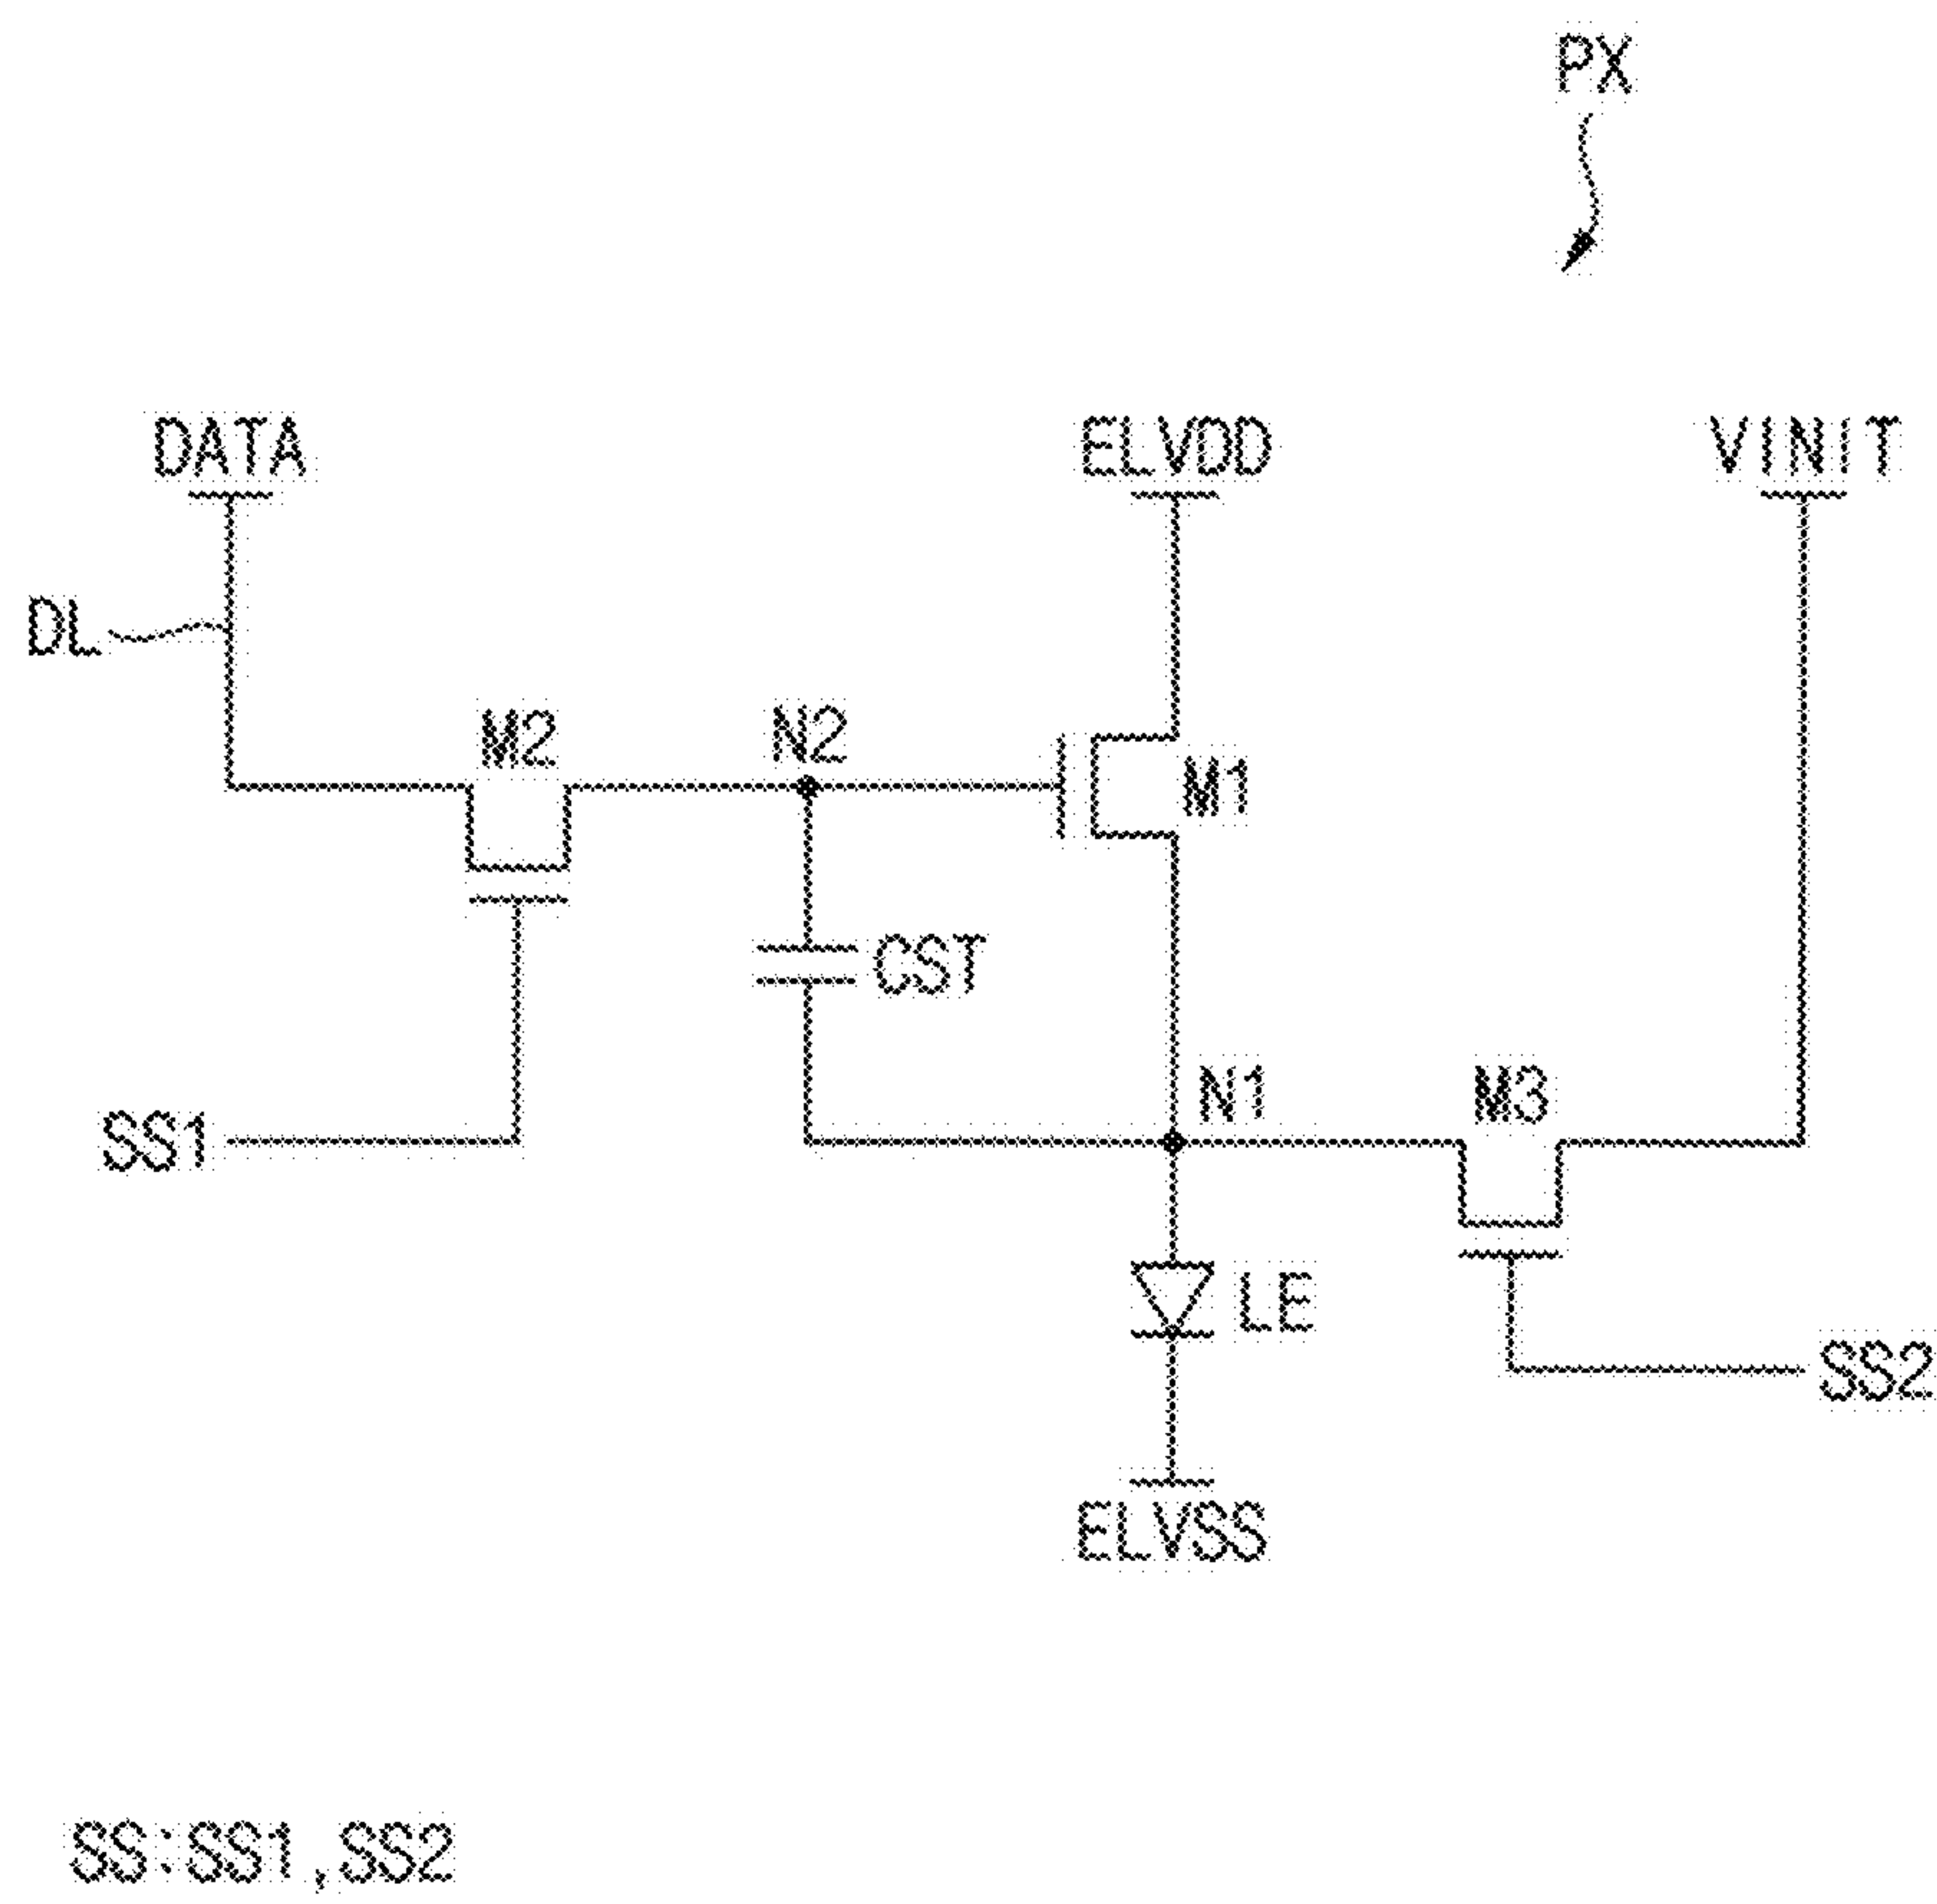 PX
DATA
ELVDD
VINIT
DL
M2
N2
M1
CST
N1
M3
SS1
LE
SS2
ELVSS
SS:SS1,SS2